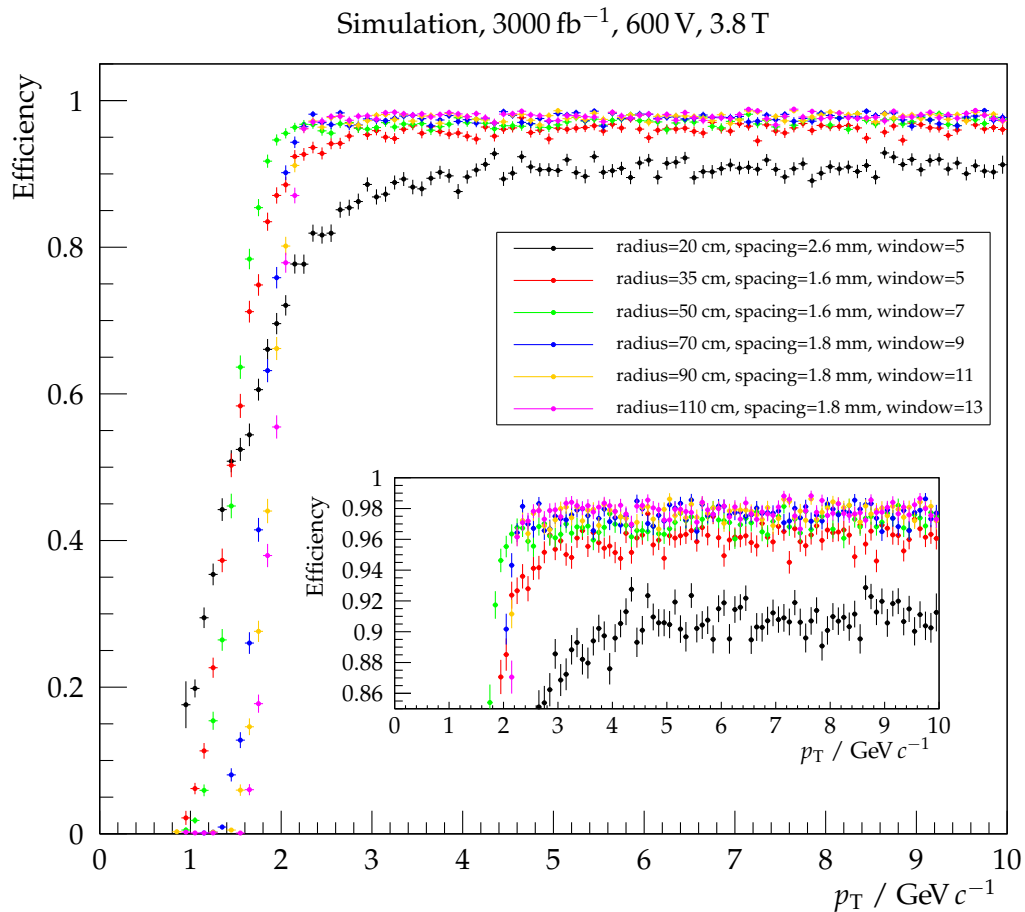 Simulation, 3000 fb⁻¹, 600 V, 3.8 T
Efficiency
1
0.8
0.6
0.4
0.2
0
radius=20 cm, spacing=2.6 mm, window=5
radius=35 cm, spacing=1.6 mm, window=5
radius=50 cm, spacing=1.6 mm, window=7
radius=70 cm, spacing=1.8 mm, window=9
radius=90 cm, spacing=1.8 mm, window=11
radius=110 cm, spacing=1.8 mm, window=13
Efficiency
1
0.98
0.96
0.94
0.92
0.9
0.88
0.86
0 1 2 3 4 5 6 7 8 9 10
p_T / GeV c⁻¹
0 1 2 3 4 5 6 7 8 9 10
p_T / GeV c⁻¹